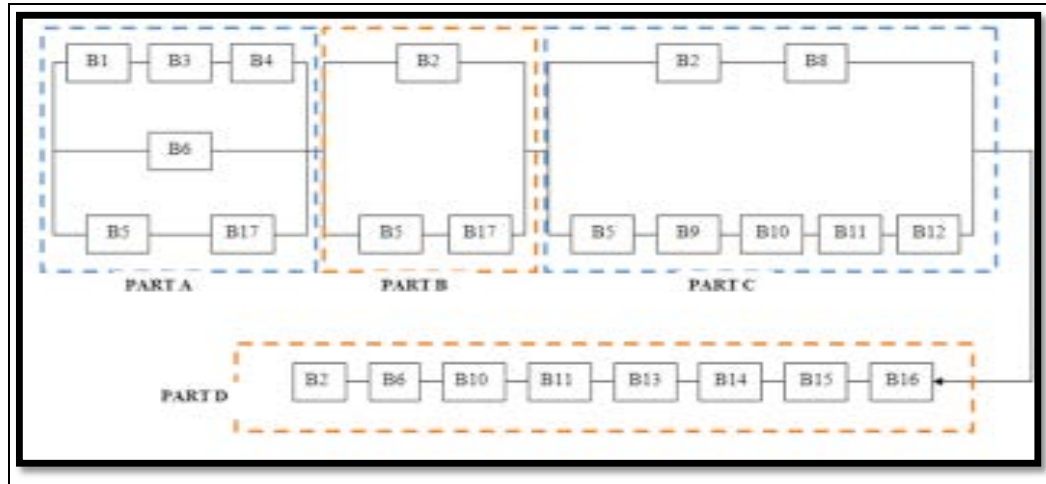 B1 B3 B4 B2 B2 B8
B6
B5 B17 B5 B17 B5 B9 B10 B11 B12
PART A PART B PART C
B2 B6 B10 B11 B13 B14 B15 B16
PART D